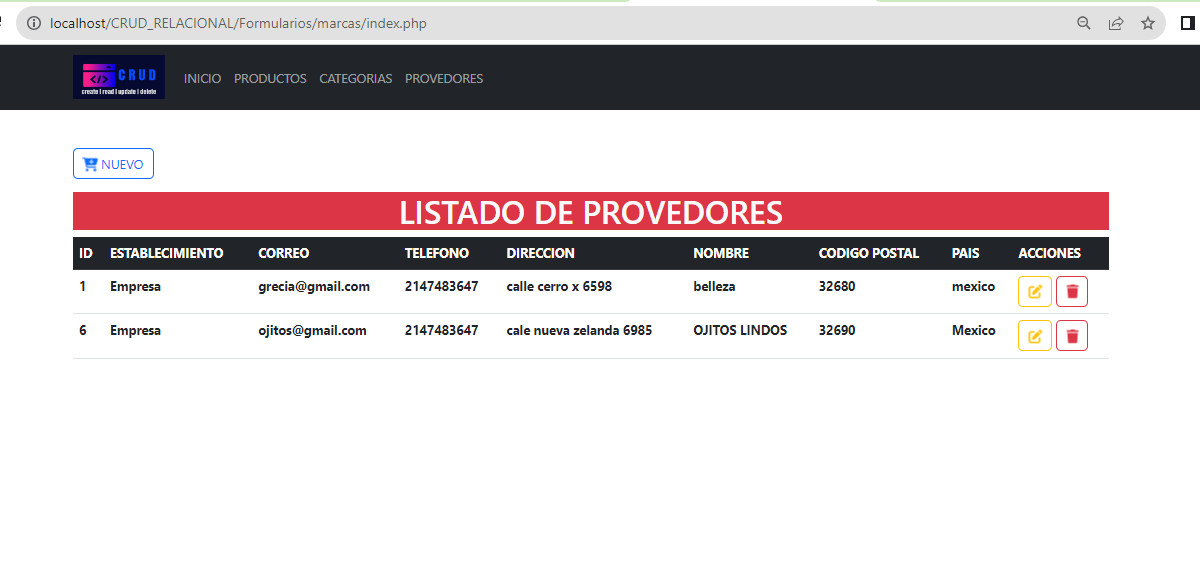 localhost/CRUD_RELACIONAL/Formularios/marcas/index.php
</> CRUD
create | read | update | delete
INICIO PRODUCTOS CATEGORIAS PROVEDORES
NUEVO
LISTADO DE PROVEDORES
ID ESTABLECIMIENTO CORREO TELEFONO DIRECCION NOMBRE CODIGO POSTAL PAIS ACCIONES
1 Empresa grecia@gmail.com 2147483647 calle cerro x 6598 belleza 32680 mexico
6 Empresa ojitos@gmail.com 2147483647 cale nueva zelanda 6985 OJITOS LINDOS 32690 Mexico